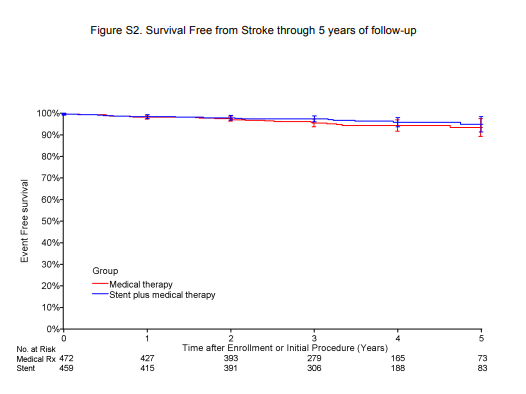 Figure S2. Survival Free from Stroke through 5 years of follow-up
Event Free survival
100%
90%
80%
70%
60%
50%
40%
30%
20%
10%
0%
Group
Medical therapy
Stent plus medical therapy
0 1 2 3 4 5
Time after Enrollment or Initial Procedure (Years)
No. at Risk
Medical Rx 472 427 393 279 165 73
Stent 459 415 391 306 188 83